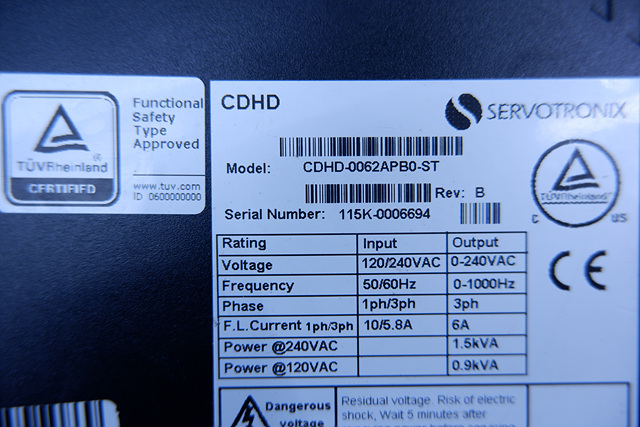 Functional
Safety
Type
Approved
TÜVRheinland
CERTIFIED
www.tuv.com
ID 0600000000
CDHD
SERVOTRONIX
Model: CDHD-0062APB0-ST
Rev: B
Serial Number: 115K-0006694
TÜVRheinland
C US
CE
Rating Input Output
Voltage 120/240VAC 0-240VAC
Frequency 50/60Hz 0-1000Hz
Phase 1ph/3ph 3ph
F.L.Current 1ph/3ph 10/5.8A 6A
Power @240VAC 1.5kVA
Power @120VAC 0.9kVA
Dangerous
voltage
Residual voltage. Risk of electric
shock, Wait 5 minutes after